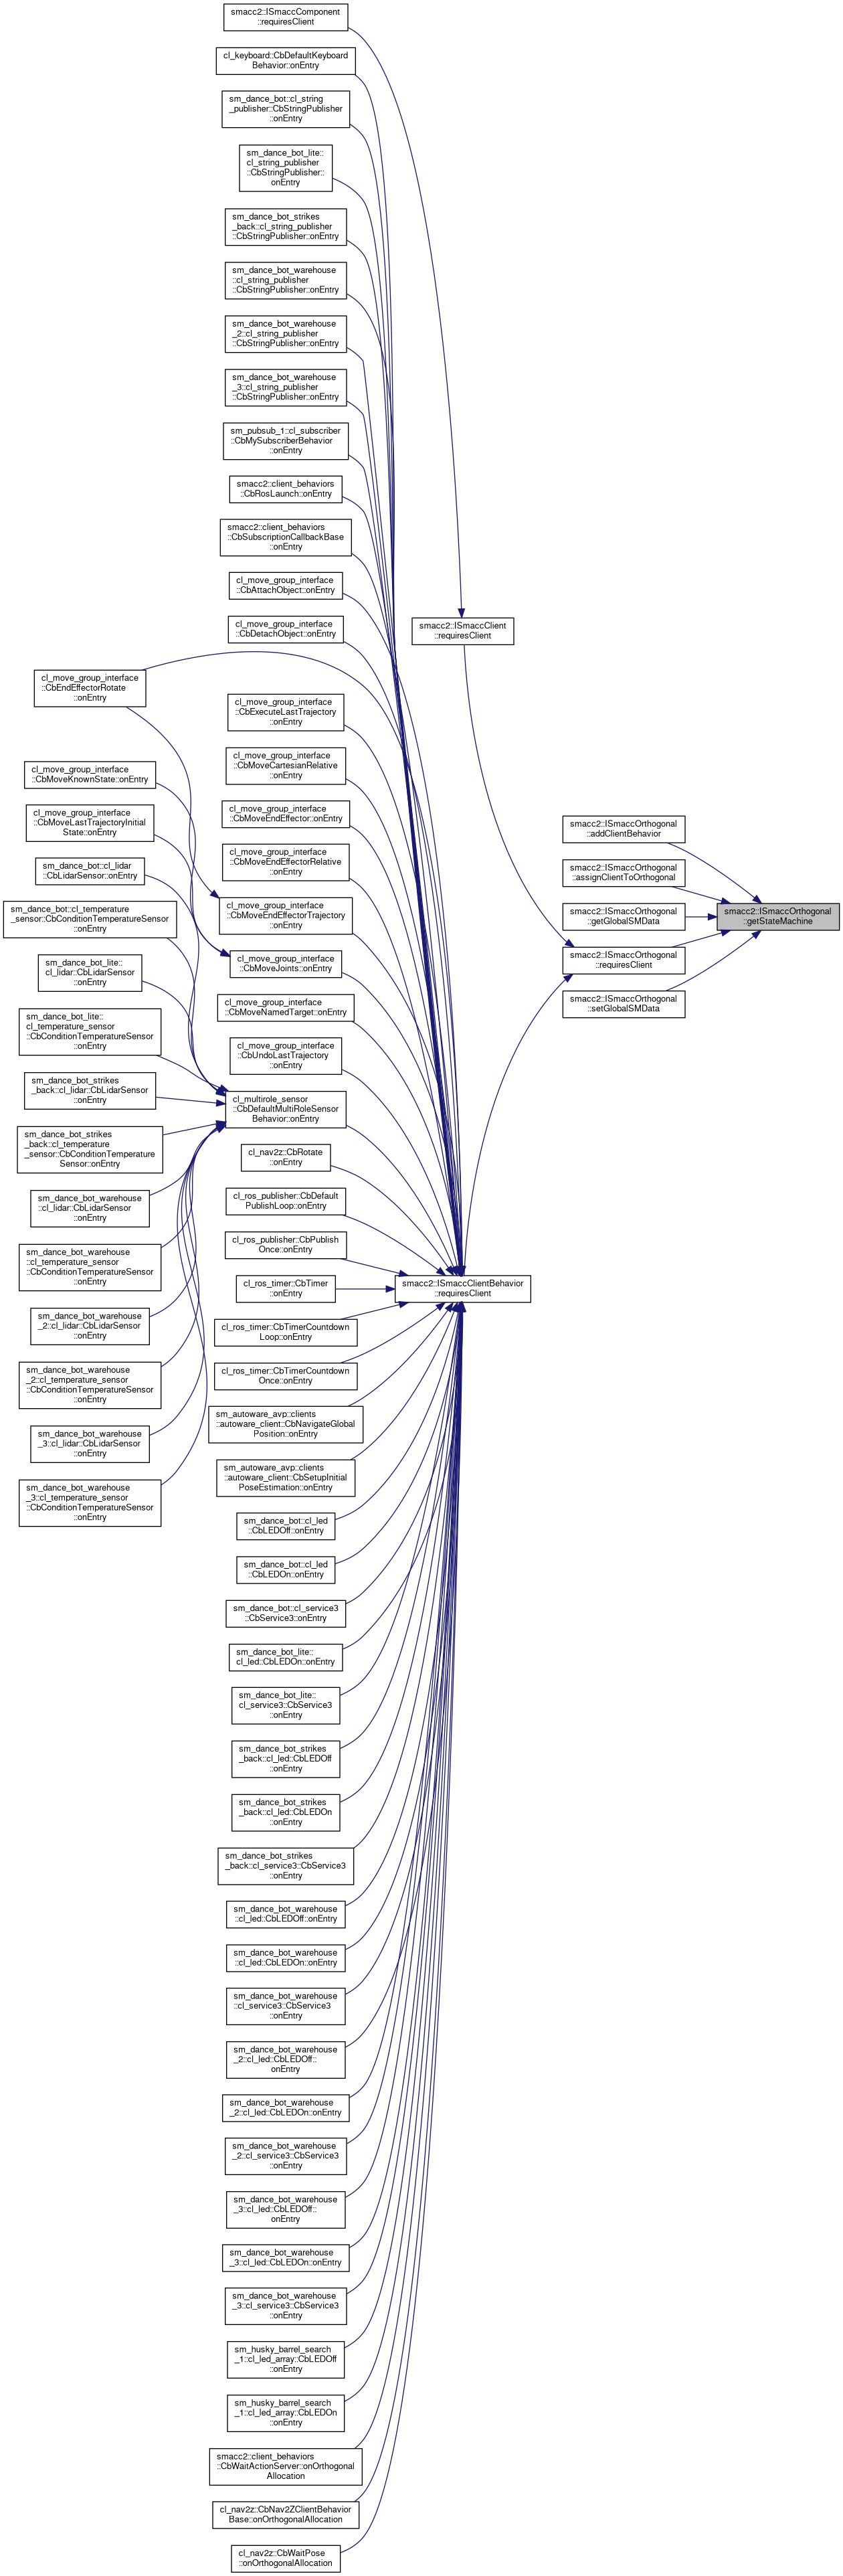 smacc2::ISmaccComponent
::requiresClient
cl_keyboard::CbDefaultKeyboard
Behavior::onEntry
sm_dance_bot::cl_string
_publisher::CbStringPublisher
::onEntry
sm_dance_bot_lite::
cl_string_publisher
::CbStringPublisher::
onEntry
sm_dance_bot_strikes
_back::cl_string_publisher
::CbStringPublisher::onEntry
sm_dance_bot_warehouse
::cl_string_publisher
::CbStringPublisher::onEntry
sm_dance_bot_warehouse
_2::cl_string_publisher
::CbStringPublisher::onEntry
sm_dance_bot_warehouse
_3::cl_string_publisher
::CbStringPublisher::onEntry
sm_pubsub_1::cl_subscriber
::CbMySubscriberBehavior
::onEntry
smacc2::client_behaviors
::CbRosLaunch::onEntry
smacc2::client_behaviors
::CbSubscriptionCallbackBase
::onEntry
cl_move_group_interface
::CbAttachObject::onEntry
cl_move_group_interface
::CbDetachObject::onEntry
smacc2::ISmaccClient
::requiresClient
cl_move_group_interface
::CbEndEffectorRotate
::onEntry
cl_move_group_interface
::CbExecuteLastTrajectory
::onEntry
cl_move_group_interface
::CbMoveCartesianRelative
::onEntry
cl_move_group_interface
::CbMoveKnownState::onEntry
cl_move_group_interface
::CbMoveEndEffector::onEntry
cl_move_group_interface
::CbMoveLastTrajectoryInitial
State::onEntry
smacc2::ISmaccOrthogonal
::addClientBehavior
cl_move_group_interface
::CbMoveEndEffectorRelative
::onEntry
sm_dance_bot::cl_lidar
::CbLidarSensor::onEntry
smacc2::ISmaccOrthogonal
::assignClientToOrthogonal
cl_move_group_interface
::CbMoveEndEffectorTrajectory
::onEntry
sm_dance_bot::cl_temperature
_sensor::CbConditionTemperatureSensor
::onEntry
smacc2::ISmaccOrthogonal
::getGlobalSMData
smacc2::ISmaccOrthogonal
::getStateMachine
cl_move_group_interface
::CbMoveJoints::onEntry
sm_dance_bot_lite::
cl_lidar::CbLidarSensor
::onEntry
smacc2::ISmaccOrthogonal
::requiresClient
smacc2::ISmaccOrthogonal
::setGlobalSMData
cl_move_group_interface
::CbMoveNamedTarget::onEntry
sm_dance_bot_lite::
cl_temperature_sensor
::CbConditionTemperatureSensor
::onEntry
cl_move_group_interface
::CbUndoLastTrajectory
::onEntry
sm_dance_bot_strikes
_back::cl_lidar::CbLidarSensor
::onEntry
cl_multirole_sensor
::CbDefaultMultiRoleSensor
Behavior::onEntry
sm_dance_bot_strikes
_back::cl_temperature
_sensor::CbConditionTemperature
Sensor::onEntry
cl_nav2z::CbRotate
::onEntry
sm_dance_bot_warehouse
::cl_lidar::CbLidarSensor
::onEntry
cl_ros_publisher::CbDefault
PublishLoop::onEntry
cl_ros_publisher::CbPublish
Once::onEntry
sm_dance_bot_warehouse
::cl_temperature_sensor
::CbConditionTemperatureSensor
::onEntry
cl_ros_timer::CbTimer
::onEntry
smacc2::ISmaccClientBehavior
::requiresClient
sm_dance_bot_warehouse
_2::cl_lidar::CbLidarSensor
::onEntry
cl_ros_timer::CbTimerCountdown
Loop::onEntry
cl_ros_timer::CbTimerCountdown
Once::onEntry
sm_dance_bot_warehouse
_2::cl_temperature_sensor
::CbConditionTemperatureSensor
::onEntry
sm_autoware_avp::clients
::autoware_client::CbNavigateGlobal
Position::onEntry
sm_dance_bot_warehouse
_3::cl_lidar::CbLidarSensor
::onEntry
sm_autoware_avp::clients
::autoware_client::CbSetupInitial
PoseEstimation::onEntry
sm_dance_bot_warehouse
_3::cl_temperature_sensor
::CbConditionTemperatureSensor
::onEntry
sm_dance_bot::cl_led
::CbLEDOff::onEntry
sm_dance_bot::cl_led
::CbLEDOn::onEntry
sm_dance_bot::cl_service3
::CbService3::onEntry
sm_dance_bot_lite::
cl_led::CbLEDOn::onEntry
sm_dance_bot_lite::
cl_service3::CbService3
::onEntry
sm_dance_bot_strikes
_back::cl_led::CbLEDOff
::onEntry
sm_dance_bot_strikes
_back::cl_led::CbLEDOn
::onEntry
sm_dance_bot_strikes
_back::cl_service3::CbService3
::onEntry
sm_dance_bot_warehouse
::cl_led::CbLEDOff::onEntry
sm_dance_bot_warehouse
::cl_led::CbLEDOn::onEntry
sm_dance_bot_warehouse
::cl_service3::CbService3
::onEntry
sm_dance_bot_warehouse
_2::cl_led::CbLEDOff::
onEntry
sm_dance_bot_warehouse
_2::cl_led::CbLEDOn::onEntry
sm_dance_bot_warehouse
_2::cl_service3::CbService3
::onEntry
sm_dance_bot_warehouse
_3::cl_led::CbLEDOff::
onEntry
sm_dance_bot_warehouse
_3::cl_led::CbLEDOn::onEntry
sm_dance_bot_warehouse
_3::cl_service3::CbService3
::onEntry
sm_husky_barrel_search
_1::cl_led_array::CbLEDOff
::onEntry
sm_husky_barrel_search
_1::cl_led_array::CbLEDOn
::onEntry
smacc2::client_behaviors
::CbWaitActionServer::onOrthogonal
Allocation
cl_nav2z::CbNav2ZClientBehavior
Base::onOrthogonalAllocation
cl_nav2z::CbWaitPose
::onOrthogonalAllocation